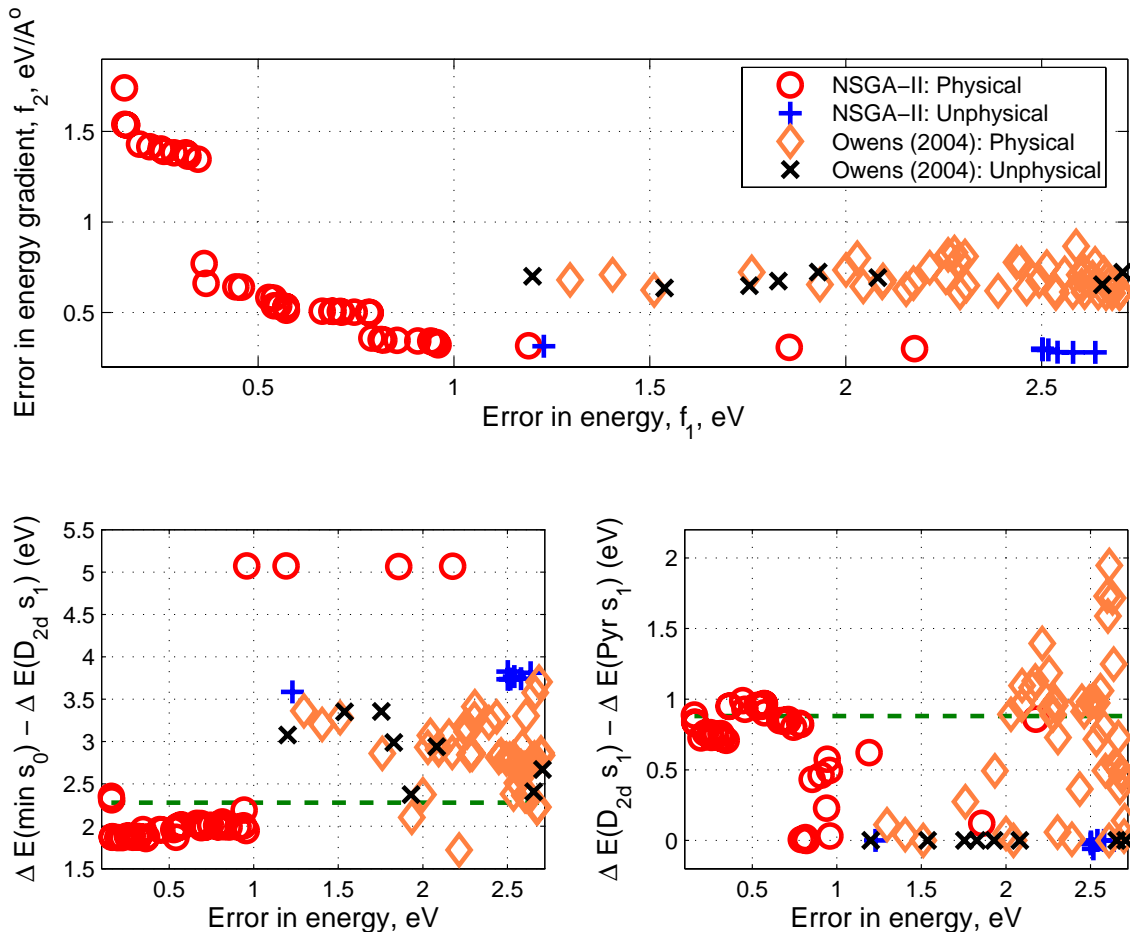 Error in energy gradient, f2, eV/A°
1.5
1
0.5
0.5 1 1.5 2 2.5
Error in energy, f1, eV
NSGA−II: Physical
NSGA−II: Unphysical
Owens (2004): Physical
Owens (2004): Unphysical
Δ E(min s0) − Δ E(D2d s1) (eV)
5.5
5
4.5
4
3.5
3
2.5
2
1.5
0.5 1 1.5 2 2.5
Error in energy, eV
Δ E(D2d s1) − Δ E(Pyr s1) (eV)
2
1.5
1
0.5
0
0.5 1 1.5 2 2.5
Error in energy, eV